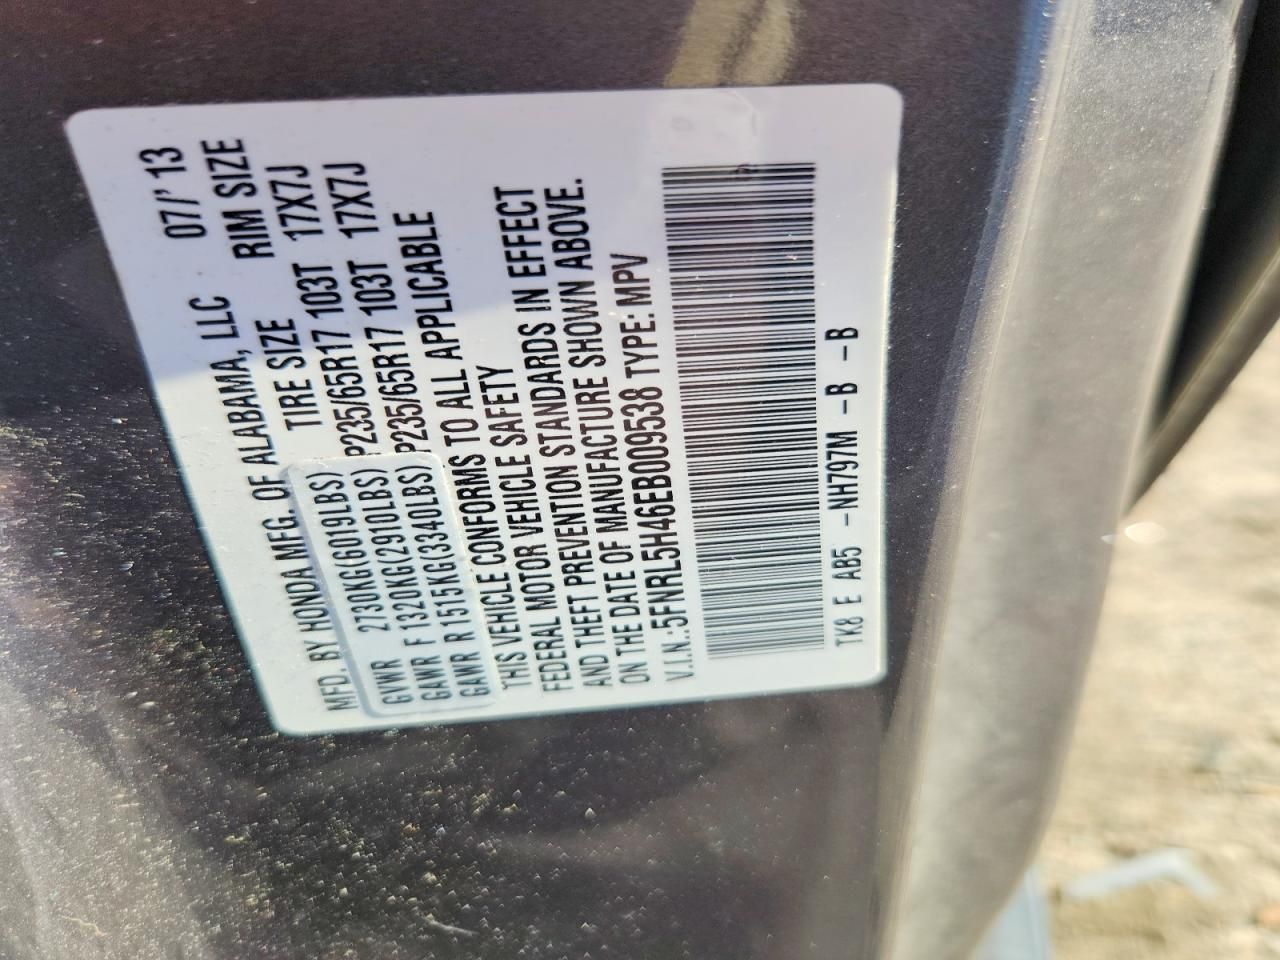 MFD. BY HONDA MFG. OF ALABAMA, LLC 07/'13
TIRE SIZE RIM SIZE
GVWR 2730KG(6019LBS)
GAWR F 1320KG(2910LBS) P235/65R17 103T 17X7J
GAWR R 1515KG(3340LBS) P235/65R17 103T 17X7J
THIS VEHICLE CONFORMS TO ALL APPLICABLE
FEDERAL MOTOR VEHICLE SAFETY
AND THEFT PREVENTION STANDARDS IN EFFECT
ON THE DATE OF MANUFACTURE SHOWN ABOVE.
V.I.N.:5FNRL5H46EB009538 TYPE: MPV
TK8 E AB5 -NH797M -B -B